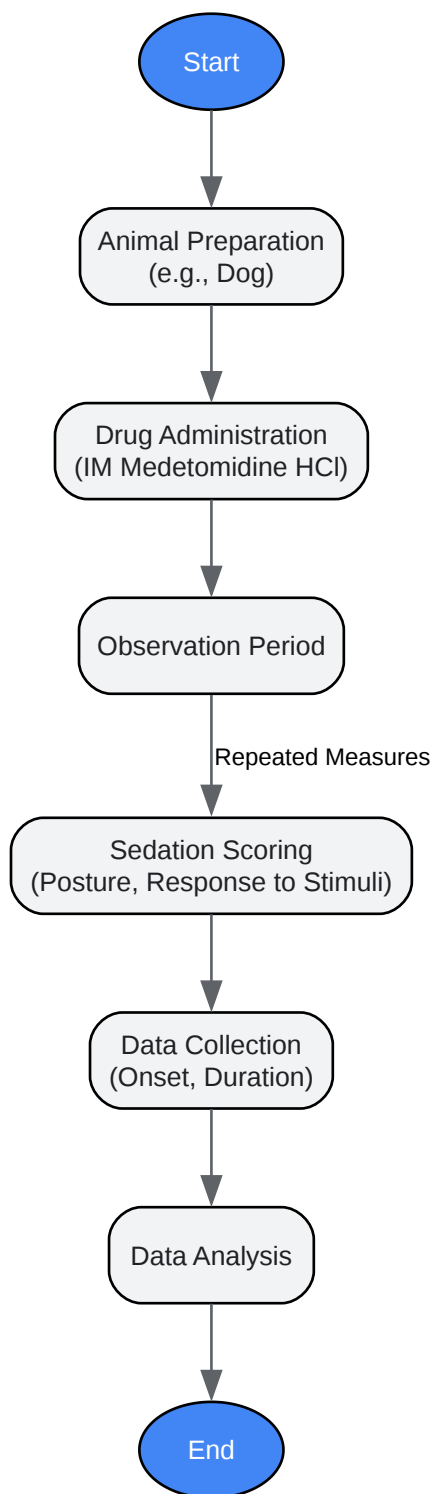 Start
Animal Preparation
(e.g., Dog)
Drug Administration
(IM Medetomidine HCl)
Observation Period
Repeated Measures
Sedation Scoring
(Posture, Response to Stimuli)
Data Collection
(Onset, Duration)
Data Analysis
End